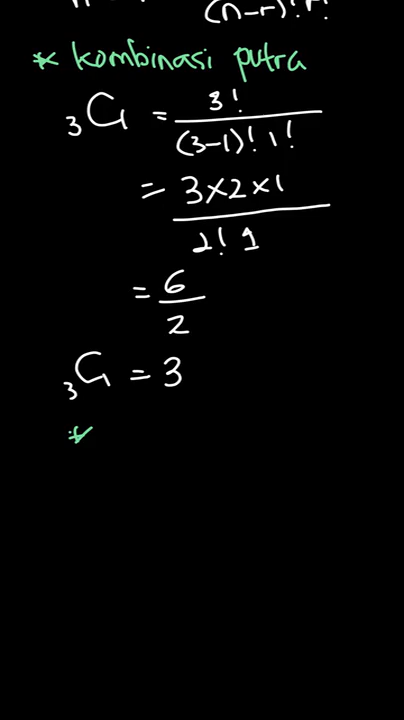 (n-r)! r!
* kombinasi putra
₃C₁ = 3! / (3-1)! 1!
= 3×2×1 / 2! 1
= 6 / 2
₃C₁ = 3
*